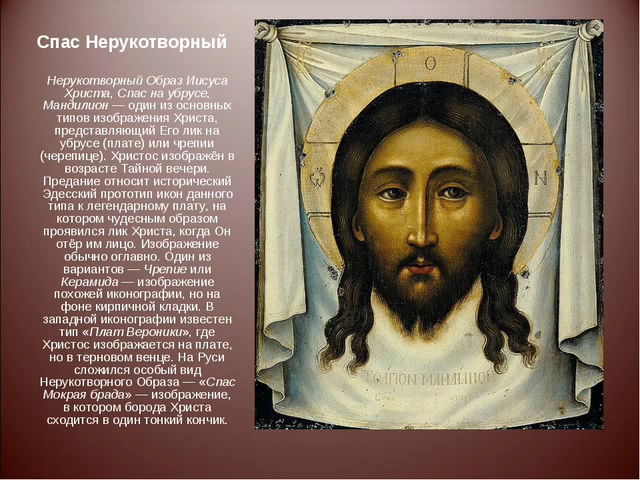 Спас Нерукотворный
Нерукотворный Образ Иисуса
Христа, Спас на убрусе,
Мандилион — один из основных
типов изображения Христа,
представляющий Его лик на
убрусе (плате) или чрепии
(черепице). Христос изображён в
возрасте Тайной вечери.
Предание относит исторический
Эдесский прототип икон данного
типа к легендарному плату, на
котором чудесным образом
проявился лик Христа, когда Он
отёр им лицо. Изображение
обычно оглавно. Один из
вариантов — Чрепие или
Керамида — изображение
похожей иконографии, но на
фоне кирпичной кладки. В
западной иконографии известен
тип «Плат Вероники», где
Христос изображается на плате,
но в терновом венце. На Руси
сложился особый вид
Нерукотворного Образа — «Спас
Мокрая брада» — изображение,
в котором борода Христа
сходится в один тонкий кончик.
О
Ѡ Ν
ΤΟ ΑΓΙΟΝ